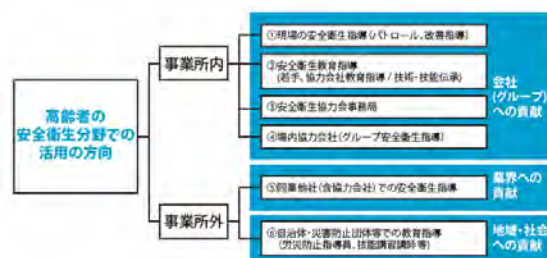 高齢者の
安全衛生分野での
活用の方向
事業所内
①現場の安全衛生指導(パトロール、改善指導)
②安全衛生教育指導
(若手、協力会社教育指導/技術・技能伝承)
③安全衛生協力会事務局
④場内協力会社(グループ安全衛生指導)
会社
(グループ)
への貢献
事業所外
⑤同業他社(含協力会社)での安全衛生指導
業界への
貢献
⑥自治体・災害防止団体等での教育指導
(労災防止指導員、技能講習講師等)
地域・社会
への貢献